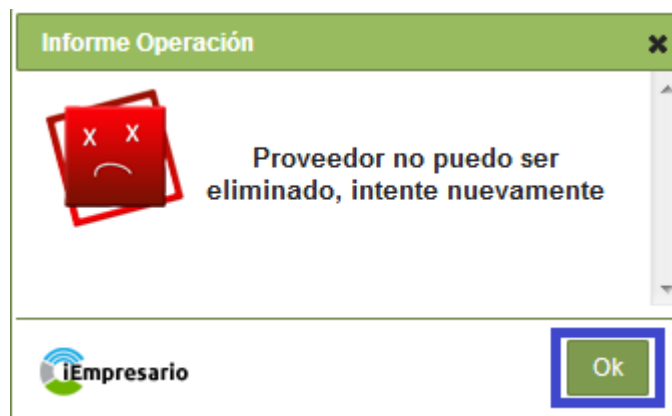 Informe Operación
x x
Proveedor no puedo ser
eliminado, intente nuevamente
iEmpresario
Ok